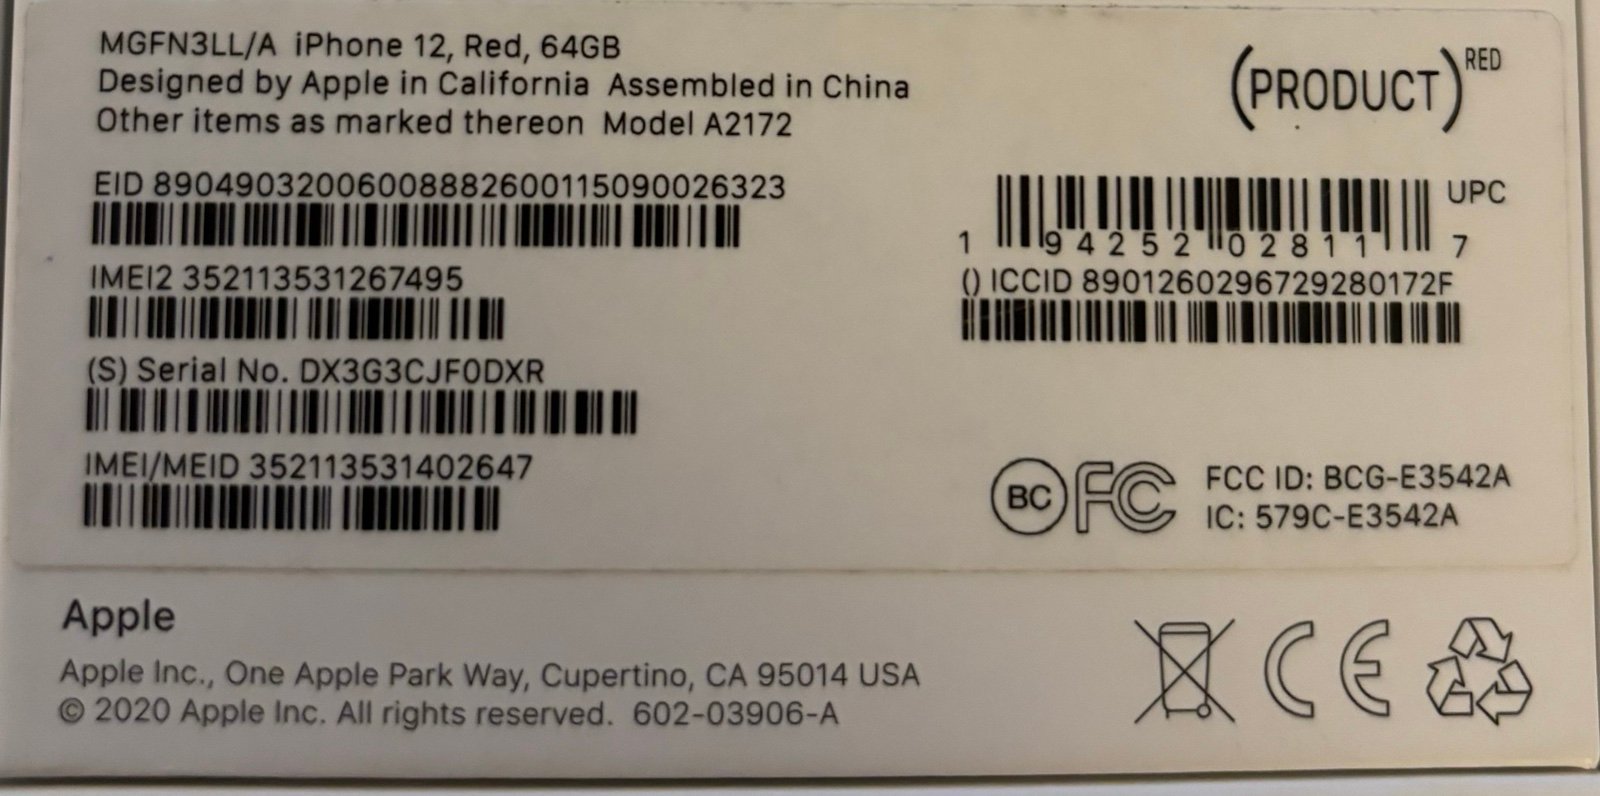 MGFN3LL/A iPhone 12, Red, 64GB
Designed by Apple in California Assembled in China
Other items as marked thereon Model A2172
(PRODUCT)RED
EID 89049032006008882600115090026323
IMEI2 352113531267495
(S) Serial No. DX3G3CJF0DXR
IMEI/MEID 352113531402647
UPC
1 94252 02811 7
() ICCID 8901260296729280172F
BC FC
FCC ID: BCG-E3542A
IC: 579C-E3542A
Apple
Apple Inc., One Apple Park Way, Cupertino, CA 95014 USA
© 2020 Apple Inc. All rights reserved. 602-03906-A
CE